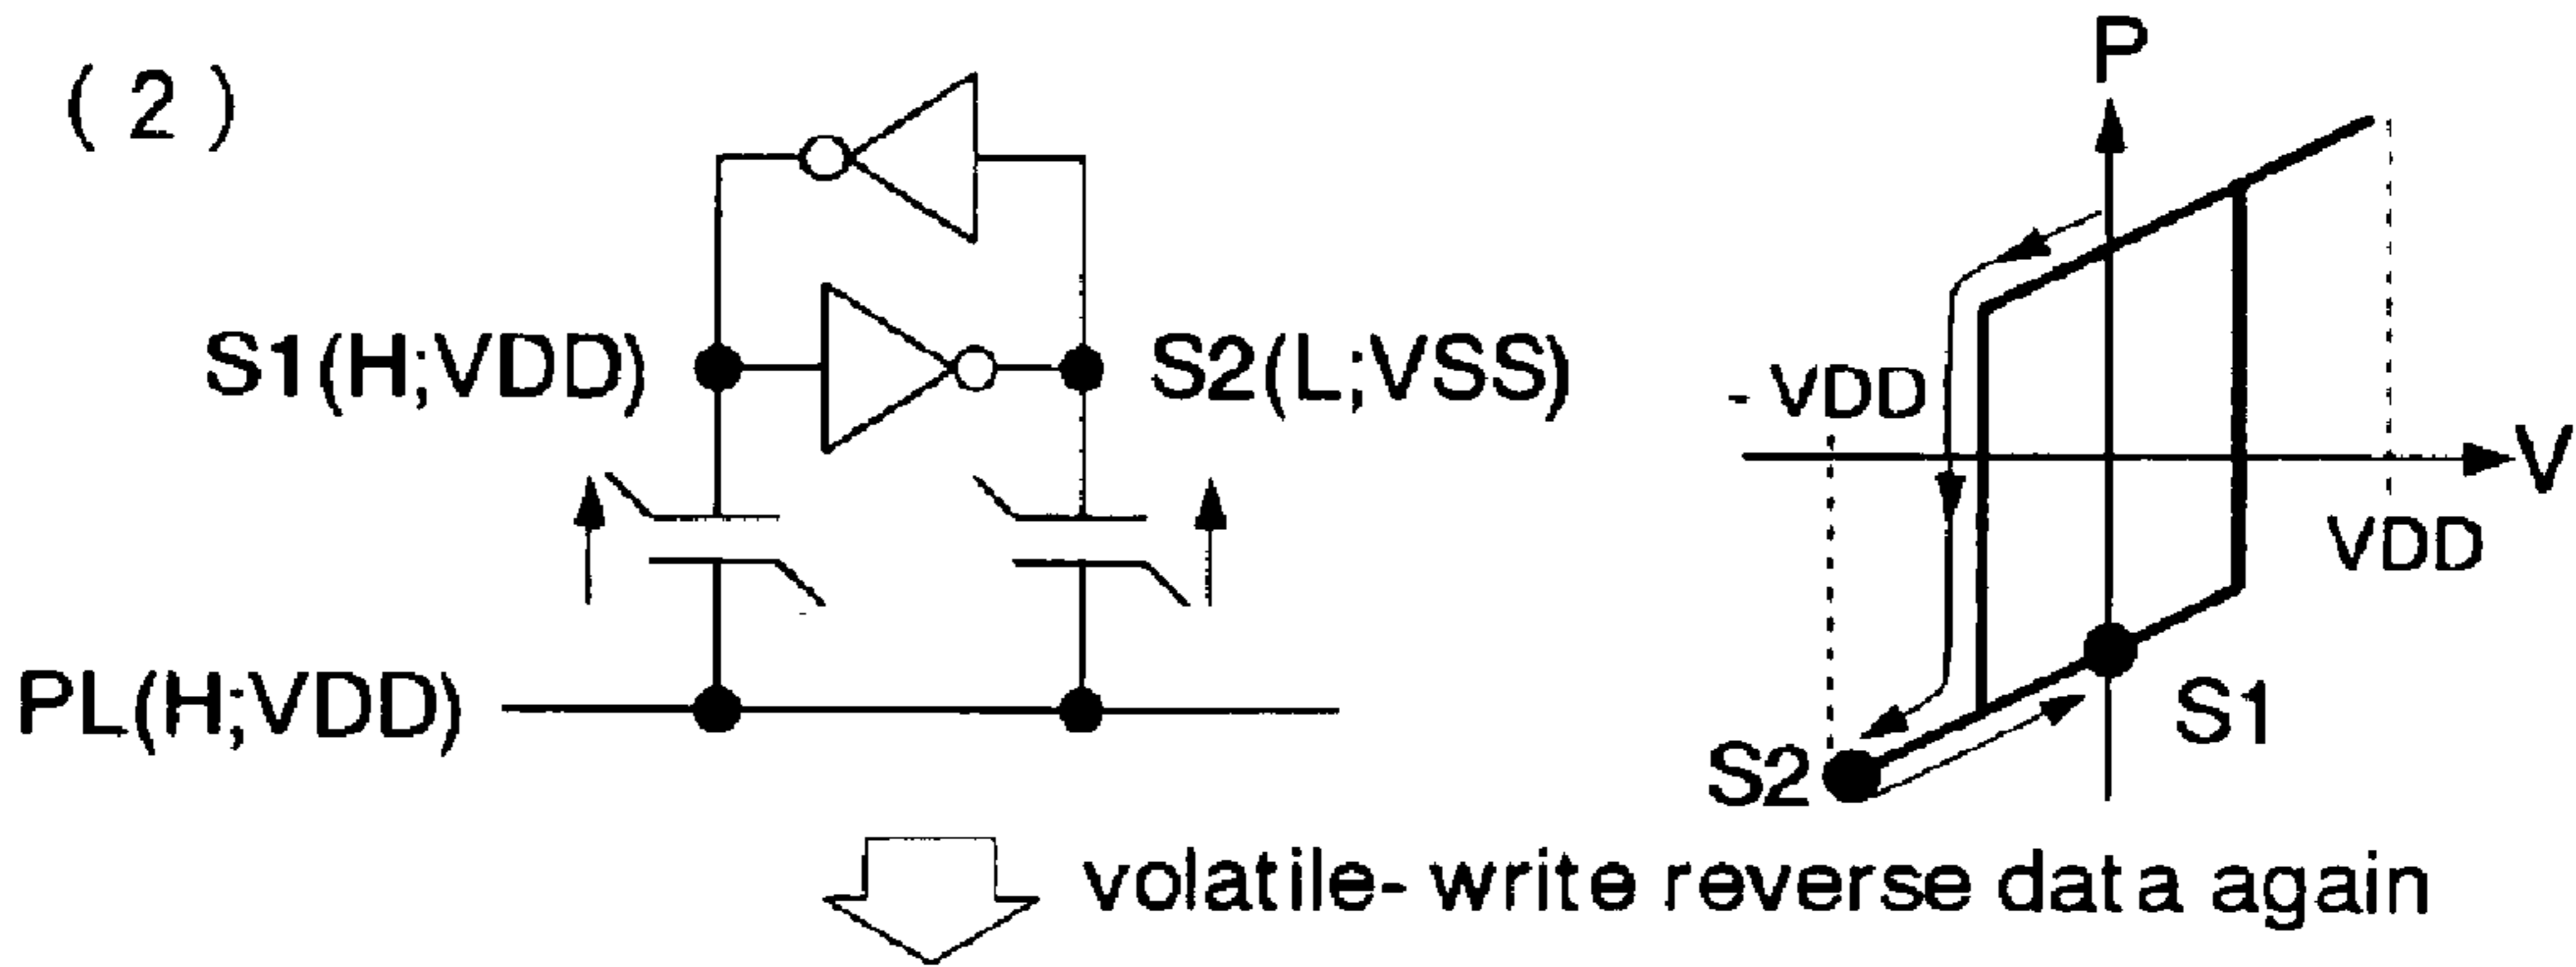 (2)
P
S1(H;VDD)
S2(L;VSS)
-VDD
V
VDD
PL(H;VDD)
S1
S2
volatile-write reverse data again